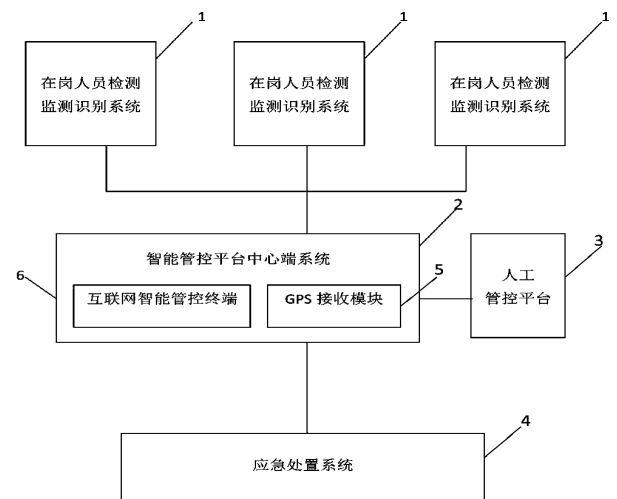 1
1
1
在岗人员检测
监测识别系统
在岗人员检测
监测识别系统
在岗人员检测
监测识别系统
2
智能管控平台中心端系统
3
人工
管控平台
6
5
互联网智能管控终端
GPS 接收模块
4
应急处置系统